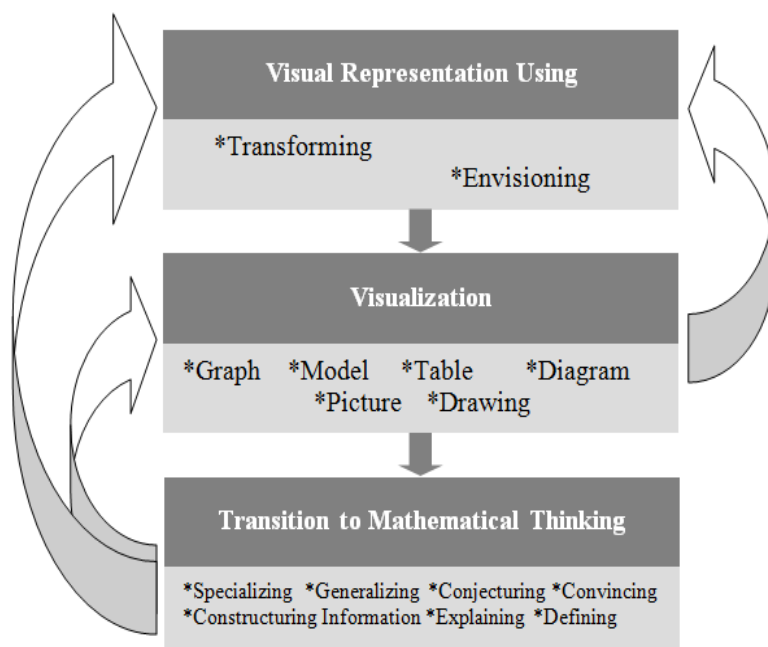 Visual Representation Using
*Transforming
*Envisioning
Visualization
*Graph *Model *Table *Diagram
*Picture *Drawing
Transition to Mathematical Thinking
*Specializing *Generalizing *Conjecturing *Convincing
*Constructuring Information *Explaining *Defining